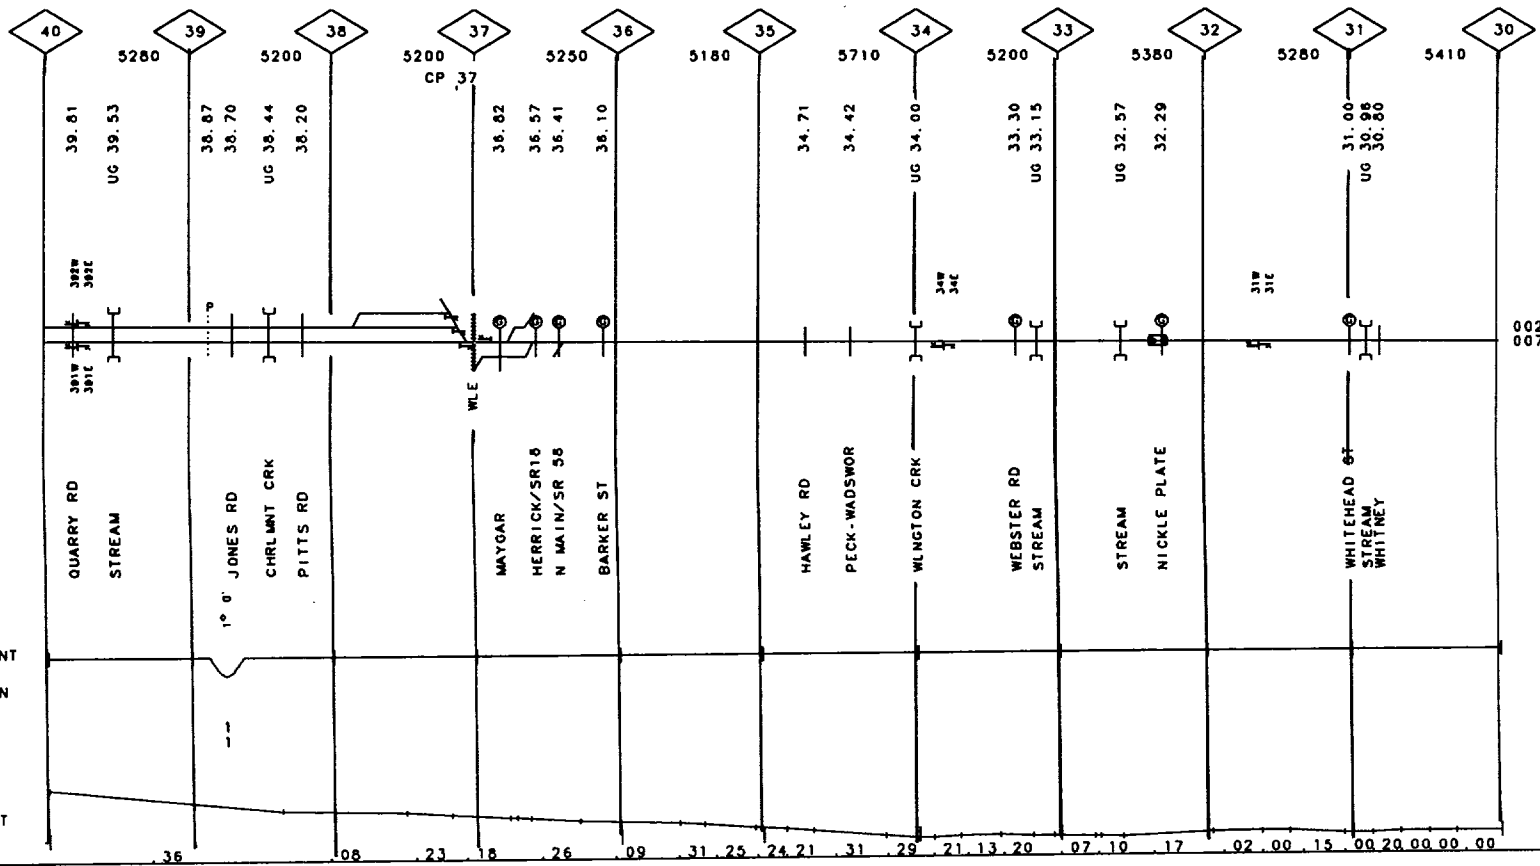 40 39 38 37 36 35 34 33 32 31 30
5280 5200 5200 5250 5180 5710 5200 5380 5280 5410
CP 37
39.81
UG 39.53
38.87
38.70
UG 38.44
38.20
36.82
36.57
36.41
36.10
34.71
34.42
UG 34.00
33.30
UG 33.15
UG 32.57
32.29
31.00
UG 30.98
30.80
392W
392E
P
34W
34E
31W
31E
002
007
391W
391E
WLE
QUARRY RD
STREAM
JONES RD
CHRLMNT CRK
PITTS RD
MAYGAR
HERRICK/SR18
N MAIN/SR 58
BARKER ST
HAWLEY RD
PECK-WADSWOR
WLNGTON CRK
WEBSTER RD
STREAM
STREAM
NICKLE PLATE
WHITEHEAD ST
STREAM
WHITNEY
1° 0'
NT
N
T
.36 .08 .23 .18 .26 .09 .31 .25 .24 .21 .31 .29 .21 .13 .20 .07 .10 .17 .02 .00 .15 .00 .20 .00 .00 .00